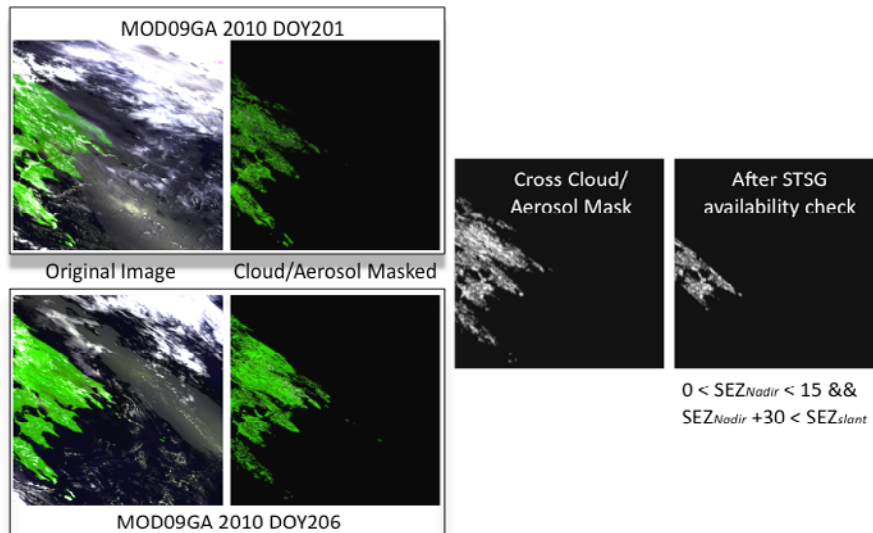 MOD09GA 2010 DOY201
Original Image
Cloud/Aerosol Masked
MOD09GA 2010 DOY206
Cross Cloud/
Aerosol Mask
After STSG
availability check
0 < SEZNadir < 15 &&
SEZNadir +30 < SEZslant